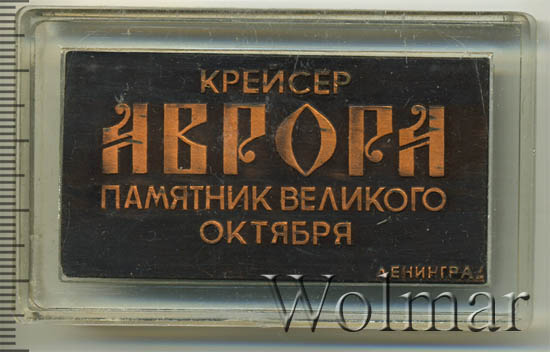 КРЕЙСЕР
АВРОРА
ПАМЯТНИК ВЕЛИКОГО
ОКТЯБРЯ
ЛЕНИНГРАД
Wolmar